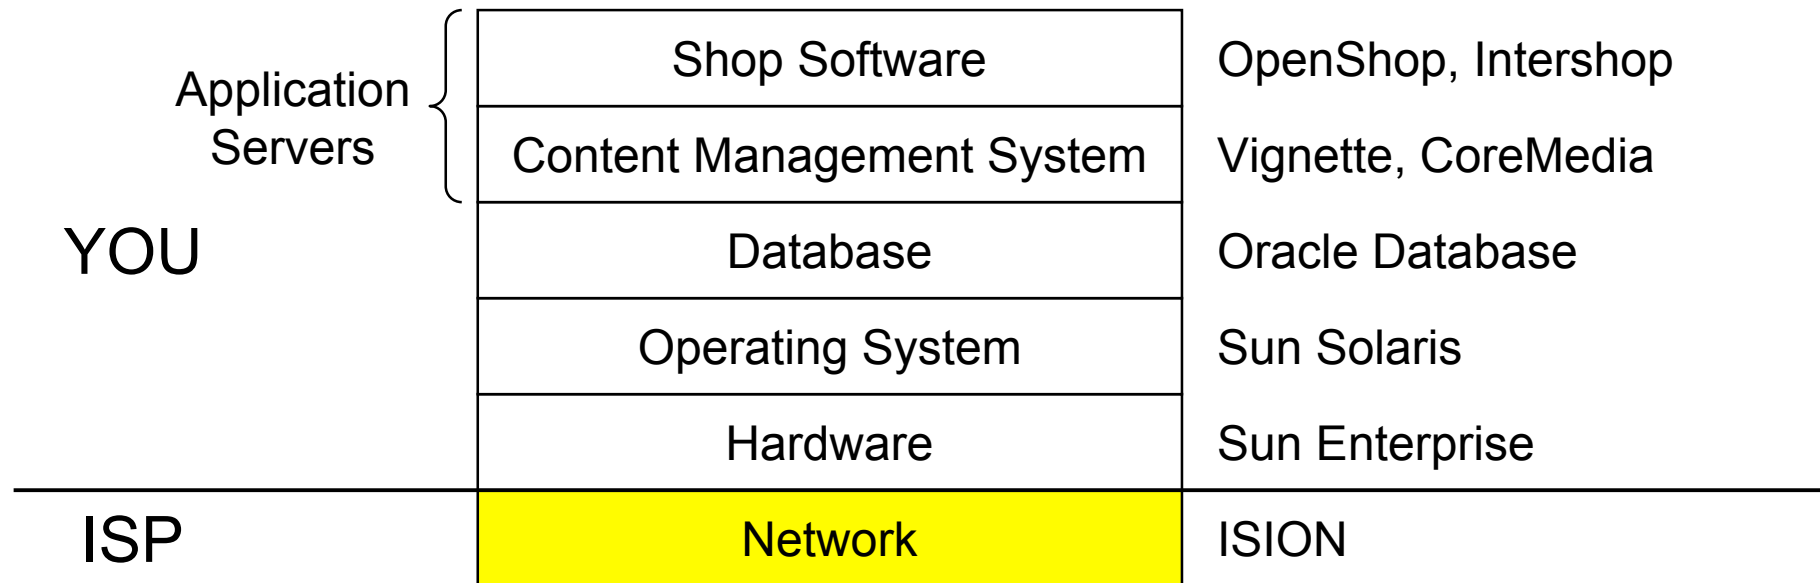 Shop Software
OpenShop, Intershop
Application
Servers
Content Management System
Vignette, CoreMedia
YOU
Database
Oracle Database
Operating System
Sun Solaris
Hardware
Sun Enterprise
ISP
Network
ISION